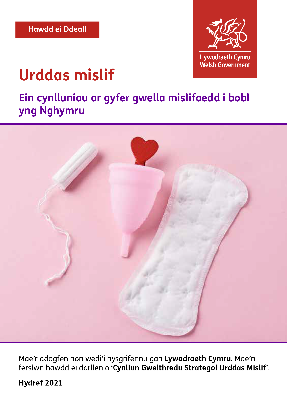 Hawdd ei Ddeall
Llywodraeth Cymru
Welsh Government
Urddas mislif
Ein cynlluniau ar gyfer gwella mislifoedd i bobl
yng Nghymru
Mae'r ddogfen hon wedi'i hysgrifennu gan Lywodraeth Cymru. Mae'n
fersiwn hawdd ei darllen o 'Cynllun Gweithredu Strategol Urddas Mislif'.
Hydref 2021